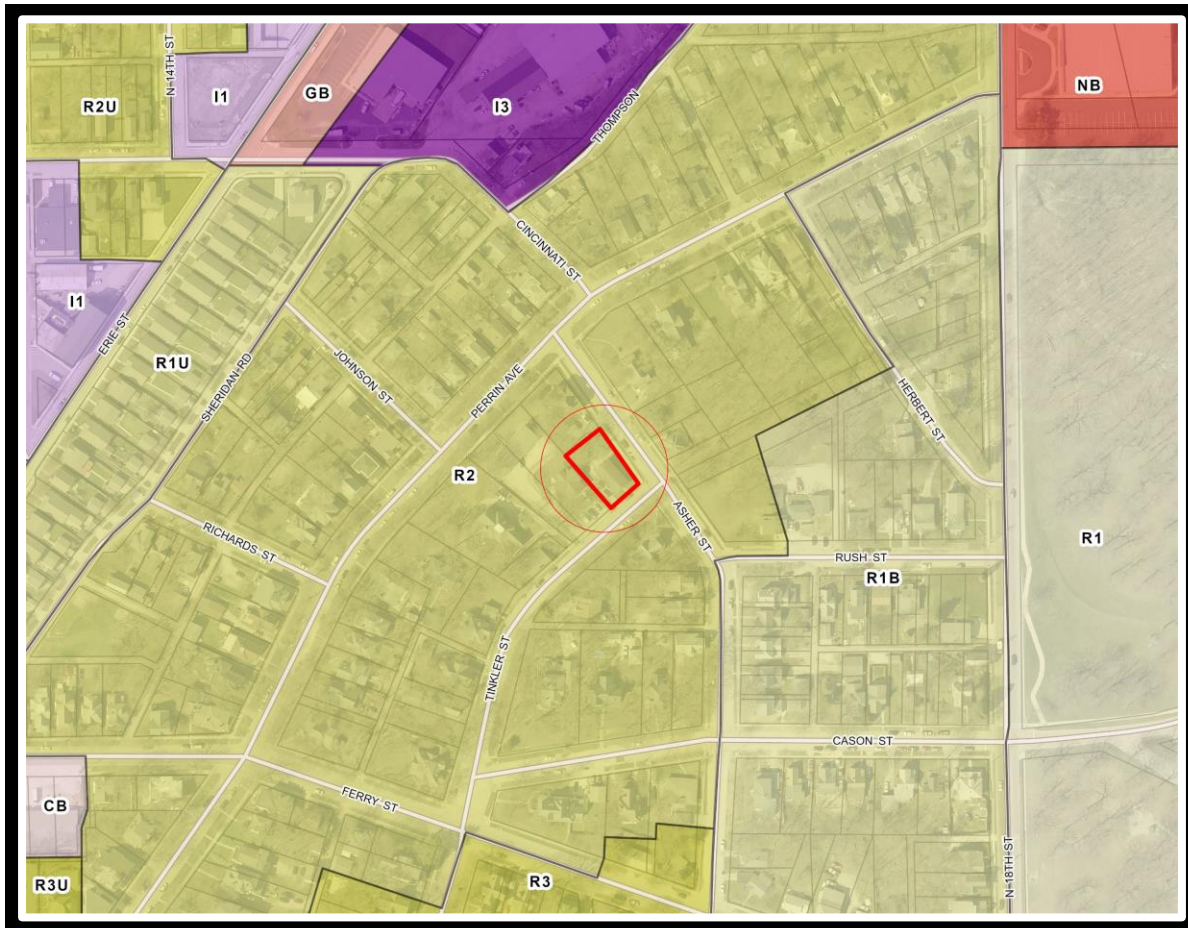 N 14TH ST
R2U
I1
GB
I3
THOMPSON
NB
CINCINNATI ST
I1
ERIE ST
R1U
SHERIDAN RD
JOHNSON ST
PERRIN AVE
HERBERT ST
R2
ASHER ST
RICHARDS ST
R1
RUSH ST
R1B
TINKLER ST
CASON ST
CB
FERRY ST
N 18TH ST
R3U
R3